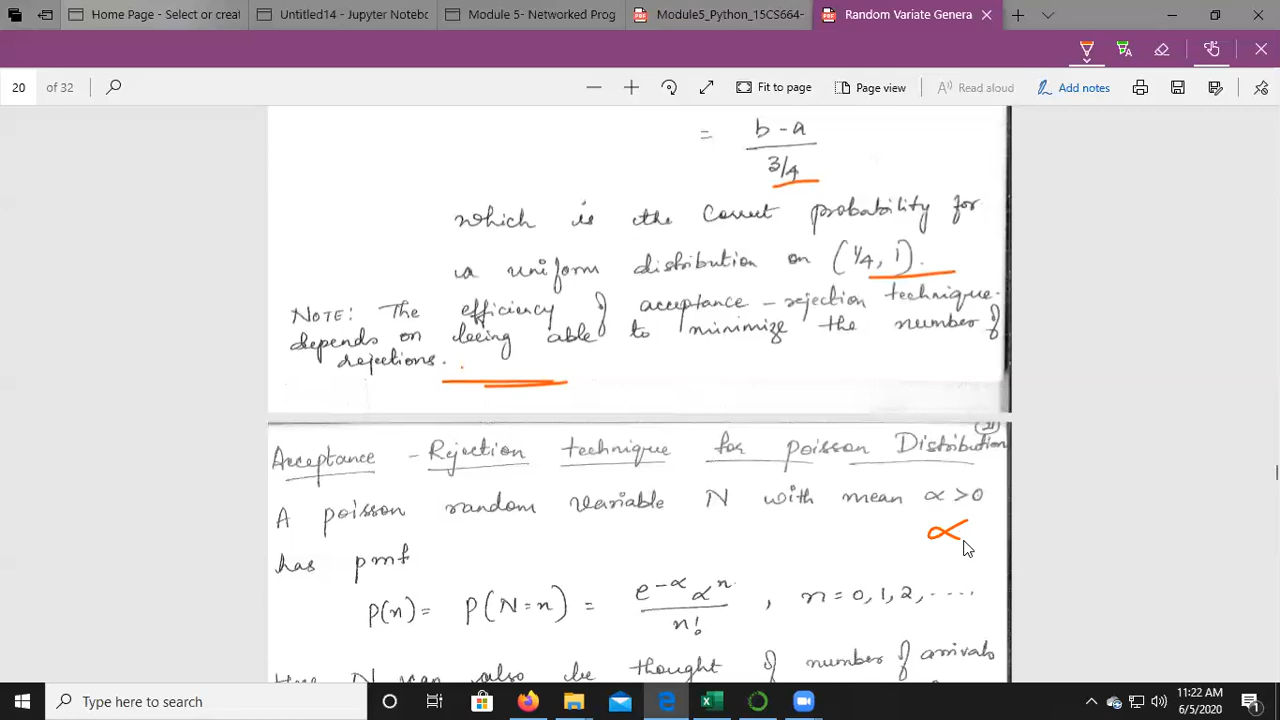 Home Page - Select or creat
Untitled14 - Jupyter Notebo
Module 5- Networked Prog
Module5_Python_15CS664-
Random Variate Genera
20 of 32
Fit to page
Page view
Read aloud
Add notes
= b - a
3/4
which is the correct probability for
a uniform distribution on (1/4, 1).
NOTE: The efficiency of acceptance - rejection technique
depends on being able to minimize the number of
rejections.
(21)
Acceptance - Rejection technique for poisson Distribution
A poisson random variable N with mean α >0
α
has pmf
P(n) = P(N=n) = e^-α α^n / n! , n = 0, 1, 2, .....
Here N can also be thought of number of arrivals
Type here to search
11:22 AM
6/5/2020